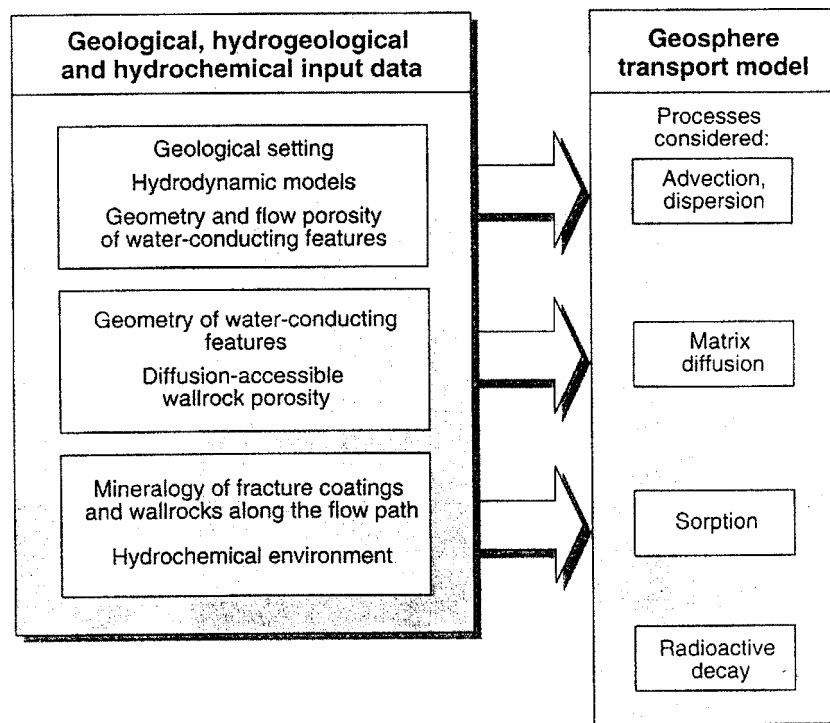 Geological, hydrogeological
and hydrochemical input data
Geological setting
Hydrodynamic models
Geometry and flow porosity
of water-conducting features
Geometry of water-conducting
features
Diffusion-accessible
wallrock porosity
Mineralogy of fracture coatings
and wallrocks along the flow path
Hydrochemical environment
Geosphere
transport model
Processes
considered:
Advection,
dispersion
Matrix
diffusion
Sorption
Radioactive
decay